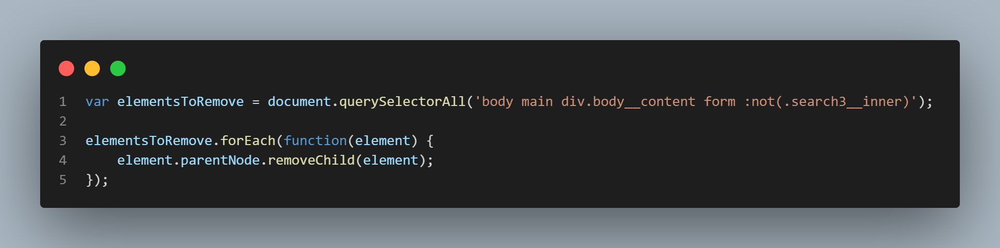 1 var elementsToRemove = document.querySelectorAll('body main div.body__content form :not(.search3__inner)');
2
3 elementsToRemove.forEach(function(element) {
4     element.parentNode.removeChild(element);
5 });